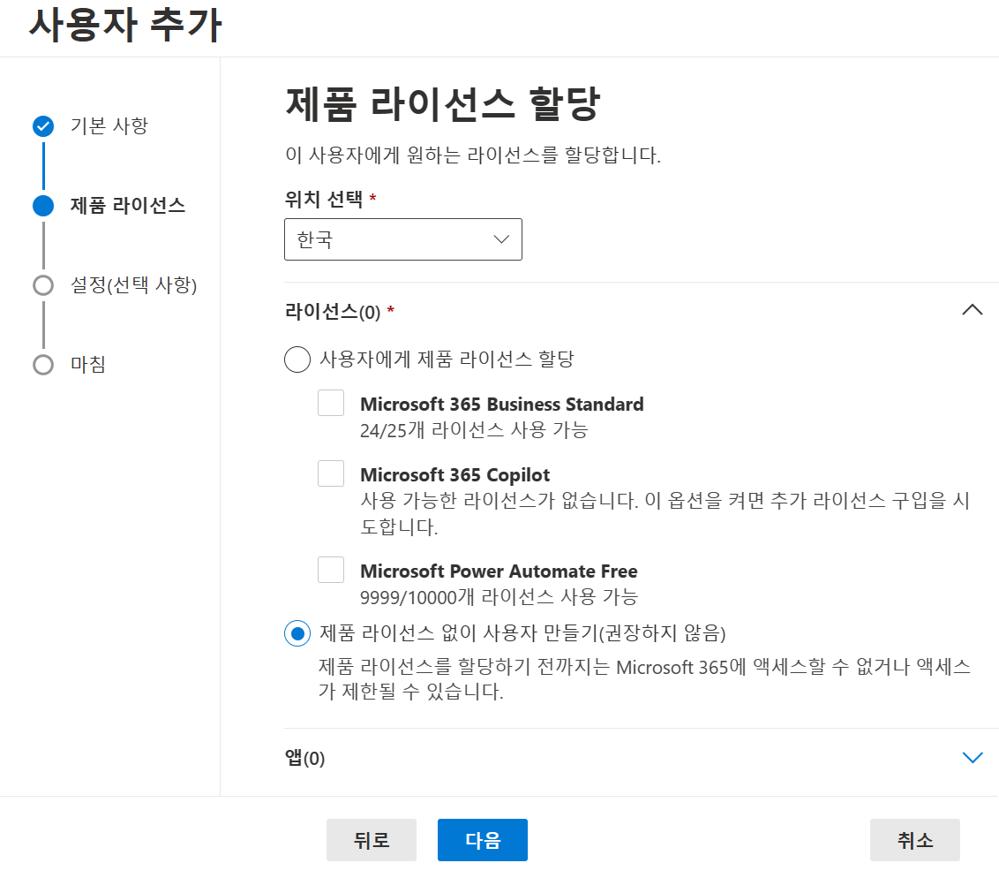 사용자 추가
기본 사항
제품 라이선스
설정(선택 사항)
마침
제품 라이선스 할당
이 사용자에게 원하는 라이선스를 할당합니다.
위치 선택 *
한국
라이선스(0) *
사용자에게 제품 라이선스 할당
Microsoft 365 Business Standard
24/25개 라이선스 사용 가능
Microsoft 365 Copilot
사용 가능한 라이선스가 없습니다. 이 옵션을 켜면 추가 라이선스 구입을 시
도합니다.
Microsoft Power Automate Free
9999/10000개 라이선스 사용 가능
제품 라이선스 없이 사용자 만들기(권장하지 않음)
제품 라이선스를 할당하기 전까지는 Microsoft 365에 액세스할 수 없거나 액세스
가 제한될 수 있습니다.
앱(0)
뒤로
다음
취소